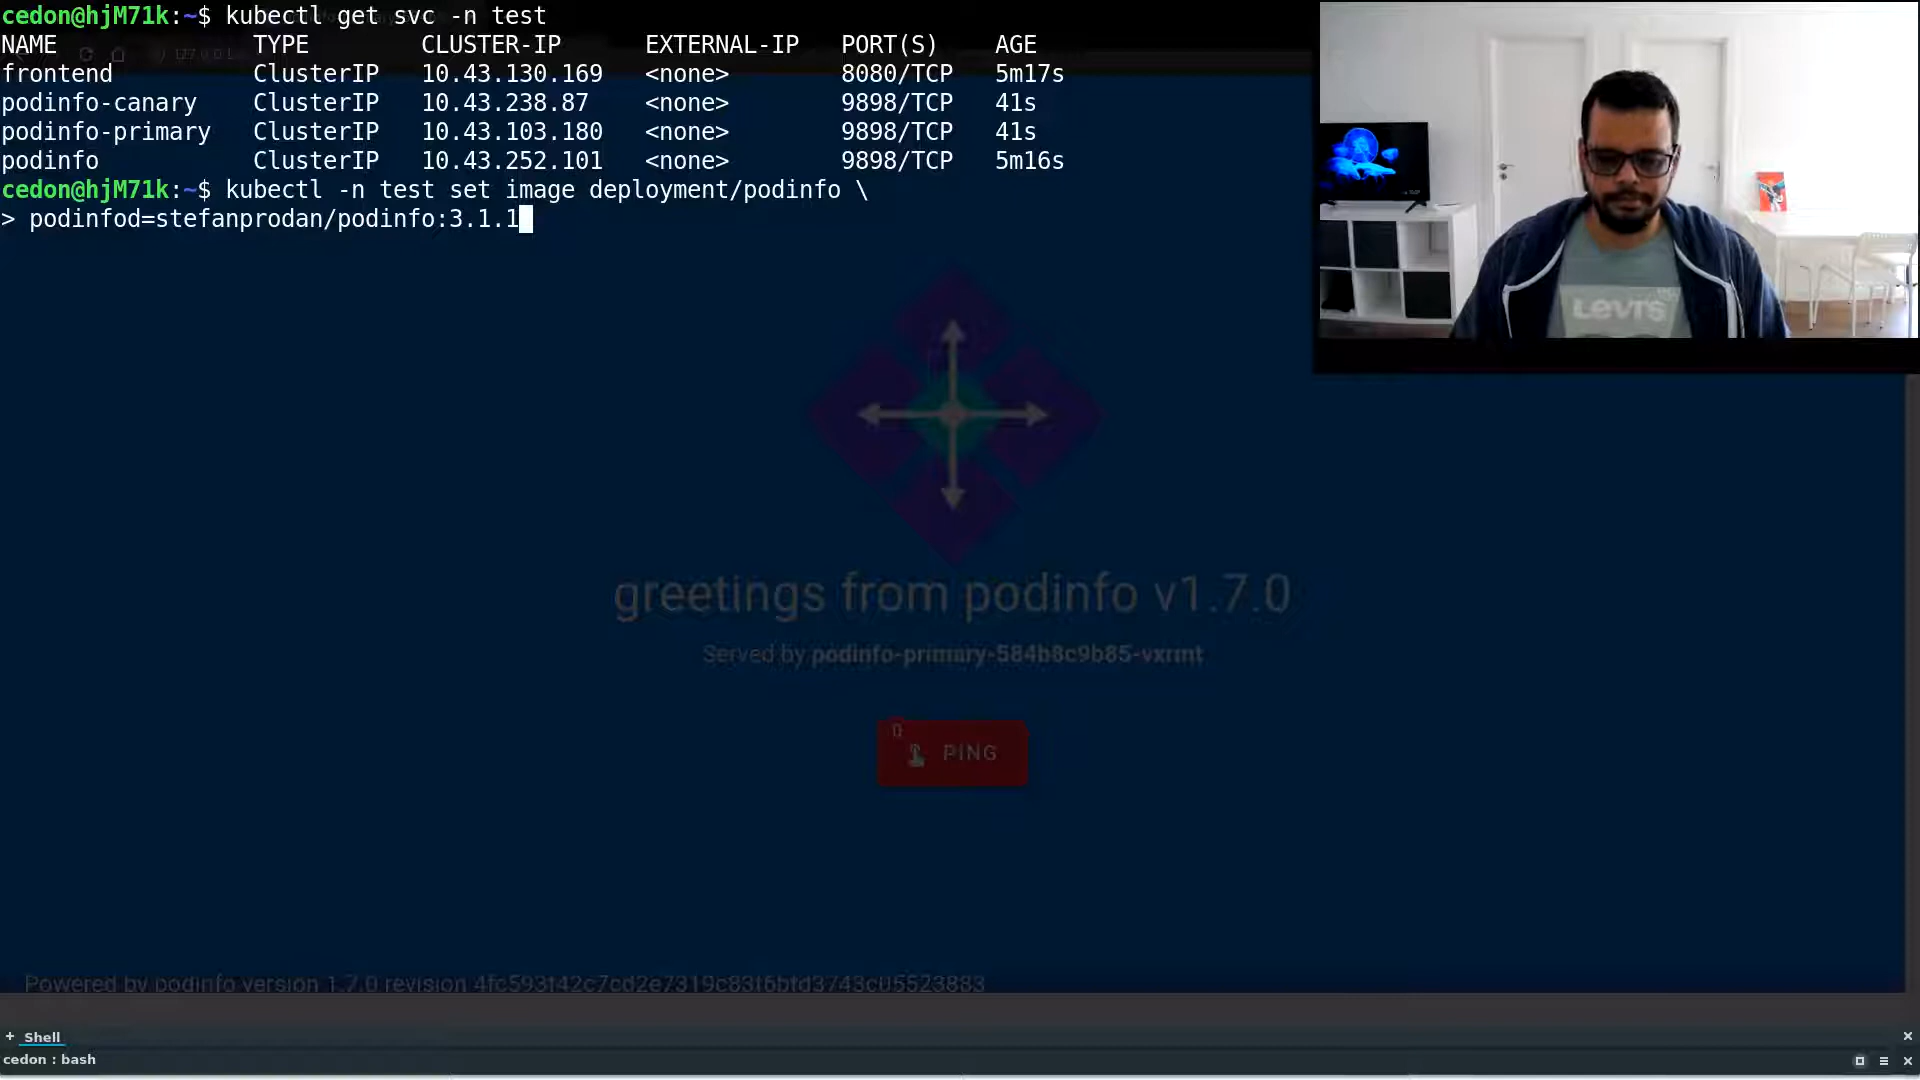 cedon@hjM71k:~$ kubectl get svc -n test
NAME TYPE CLUSTER-IP EXTERNAL-IP PORT(S) AGE
frontend ClusterIP 10.43.130.169 <none> 8080/TCP 5m17s
podinfo-canary ClusterIP 10.43.238.87 <none> 9898/TCP 41s
podinfo-primary ClusterIP 10.43.103.180 <none> 9898/TCP 41s
podinfo ClusterIP 10.43.252.101 <none> 9898/TCP 5m16s
cedon@hjM71k:~$ kubectl -n test set image deployment/podinfo \
> podinfod=stefanprodan/podinfo:3.1.1
Levi's
greetings from podinfo v1.7.0
Served by podinfo-primary-584b8c9b85-vxrmt
0
PING
Powered by podinfo version 1.7.0 revision
+ Shell
cedon : bash